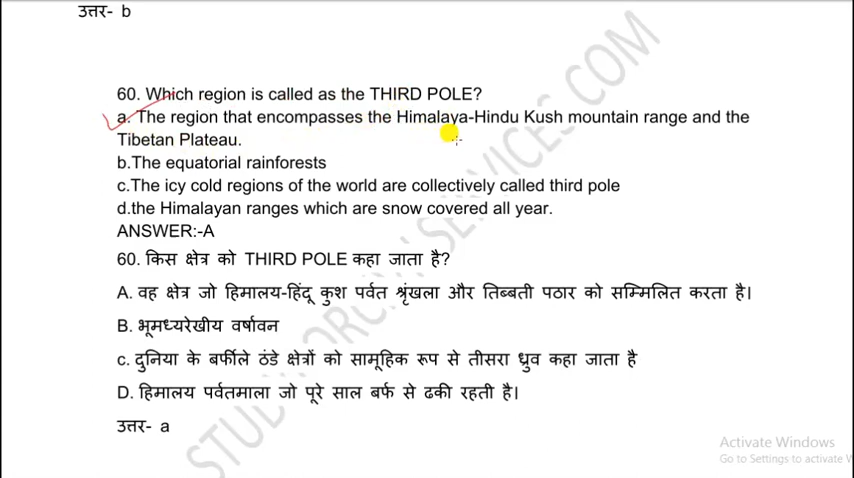 उत्तर- b
60. Which region is called as the THIRD POLE?
a. The region that encompasses the Himalaya-Hindu Kush mountain range and the
Tibetan Plateau.
b.The equatorial rainforests
c.The icy cold regions of the world are collectively called third pole
d.the Himalayan ranges which are snow covered all year.
ANSWER:-A
60. किस क्षेत्र को THIRD POLE कहा जाता है?
A. वह क्षेत्र जो हिमालय-हिंदू कुश पर्वत श्रृंखला और तिब्बती पठार को सम्मिलित करता है।
B. भूमध्यरेखीय वर्षावन
c. दुनिया के बर्फीले ठंडे क्षेत्रों को सामूहिक रूप से तीसरा ध्रुव कहा जाता है
D. हिमालय पर्वतमाला जो पूरे साल बर्फ से ढकी रहती है।
उत्तर- a
Activate Windows
Go to Settings to activate W